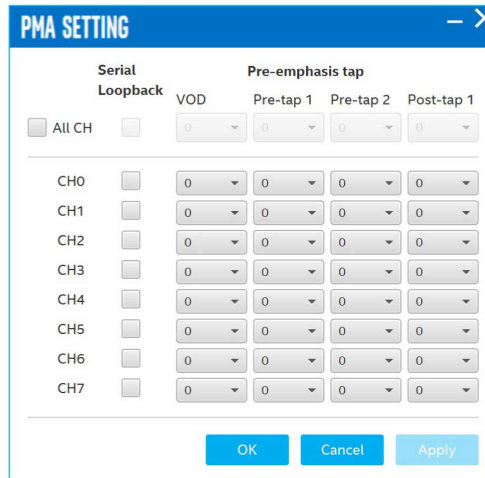 PMA SETTING
Serial Loopback
Pre-emphasis tap
VOD Pre-tap 1 Pre-tap 2 Post-tap 1
All CH 0 0 0 0
CH0 0 0 0 0
CH1 0 0 0 0
CH2 0 0 0 0
CH3 0 0 0 0
CH4 0 0 0 0
CH5 0 0 0 0
CH6 0 0 0 0
CH7 0 0 0 0
OK Cancel Apply